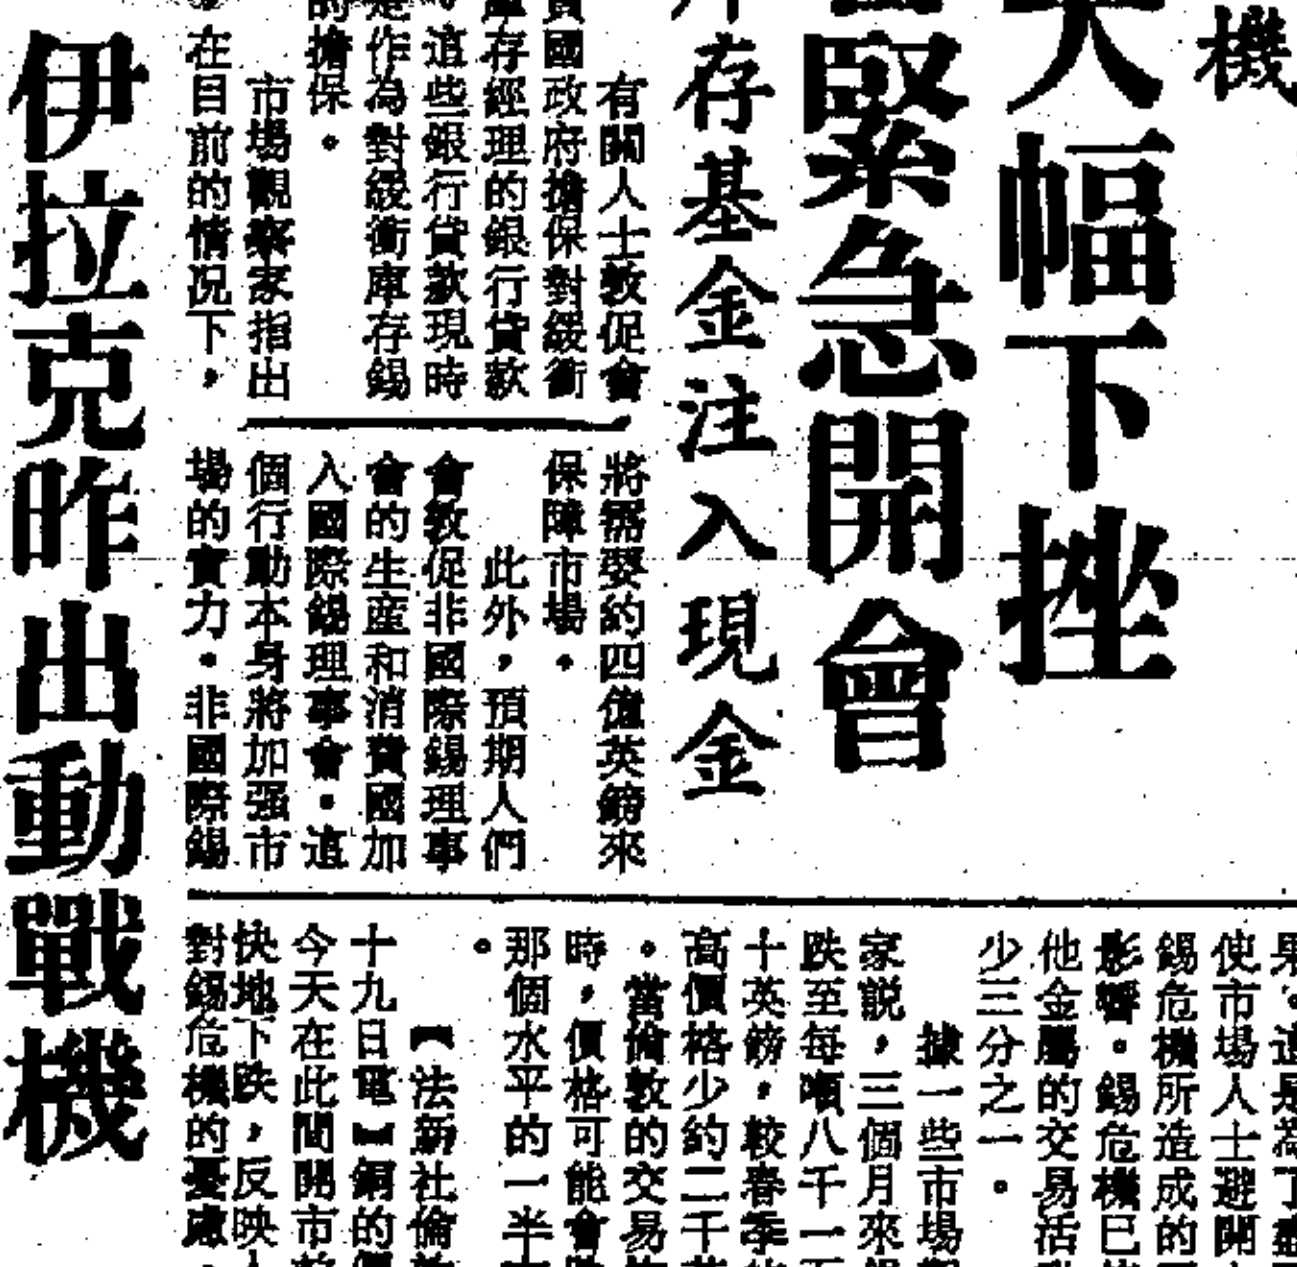 機
大幅下挫
緊急開會
存基金注入現金
有關人士敦促會
員國政府擔保對緩衝
庫存經理的銀行貸款
。這些銀行貸款現時
是作為對緩衝庫存錫
的擔保。
市場觀察家指出
，在目前的情況下，
將需要約四億英鎊來
保障市場。
此外，預期人們
會敦促非國際錫理事
會的生産和消費國加
入國際錫理事會。這
個行動本身將加强市
場的實力。非國際錫
果。這是為了
使市場人士避開
錫危機所造成的
影響。錫危機已
他金屬的交易活
少三分之一。
據一些市場
家説，三個月來
跌至每噸八千一
十英鎊，較春季
高價格少約二千
。當倫敦的交易
時，價格可能會
那個水平的一半
。
【法新社倫
十九日電】銅的
今天在此間開市
快地下跌，反映
對錫危機的憂慮，
伊拉克昨出動戰機